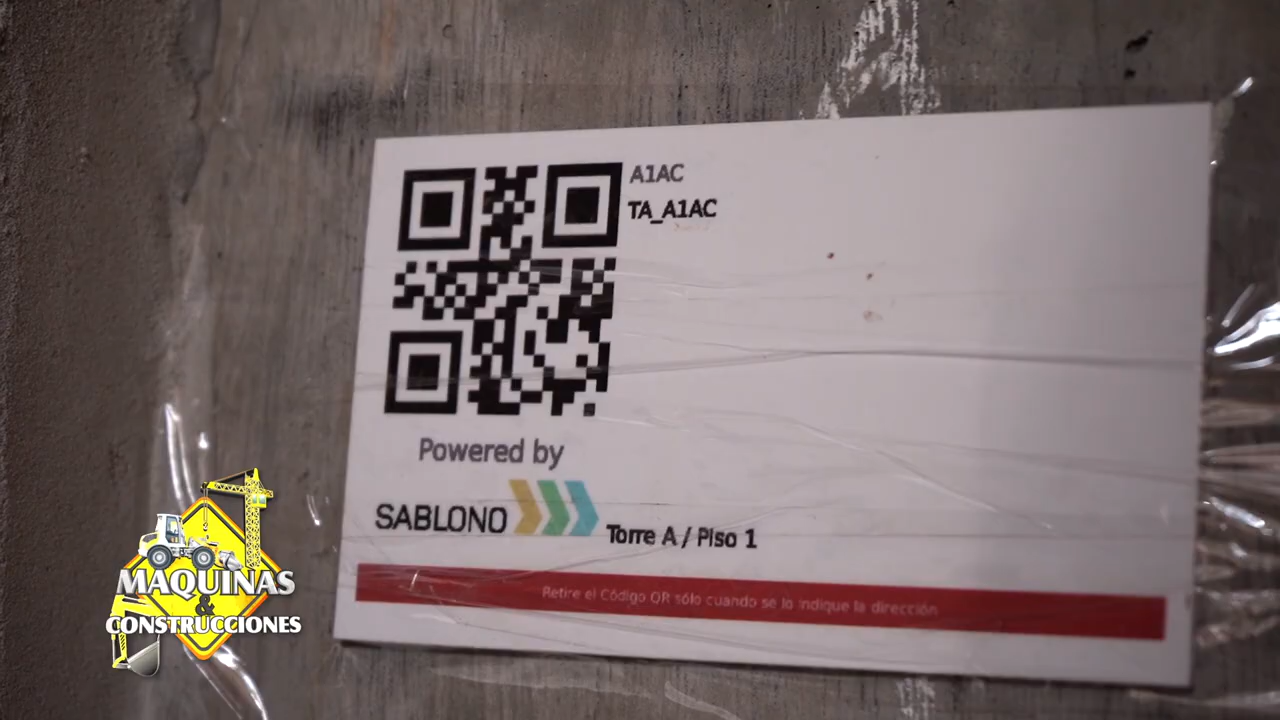 A1AC
TA_A1AC
Powered by
SABLONO
Torre A / Piso 1
Retire el Código QR sólo cuando se lo indique la dirección
MAQUINAS
&
CONSTRUCCIONES